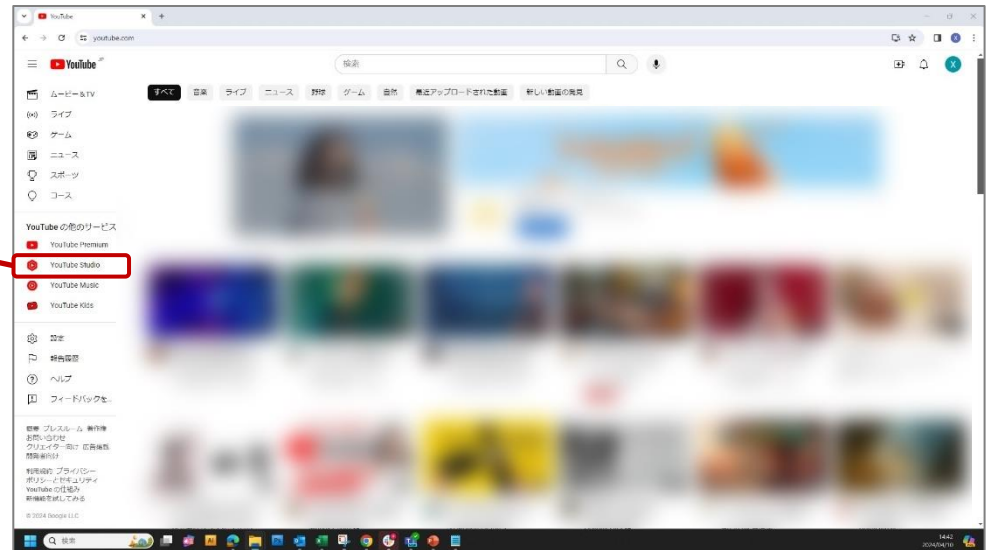 YouTube
youtube.com
YouTube JP
検索
X
すべて 音楽 ライブ ニュース 野球 ゲーム 自然 最近アップロードされた動画 新しい動画の発見
ムービー&TV
ライブ
ゲーム
ニュース
スポーツ
コース
YouTube の他のサービス
YouTube Premium
YouTube Studio
YouTube Music
YouTube Kids
設定
報告履歴
ヘルプ
フィードバックを..
概要 プレスルーム 著作権
お問い合わせ
クリエイター向け 広告掲載
開発者向け
利用規約 プライバシー
ポリシーとセキュリティ
YouTube の仕組み
新機能を試してみる
© 2024 Google LLC
検索
14:42
2024/04/10